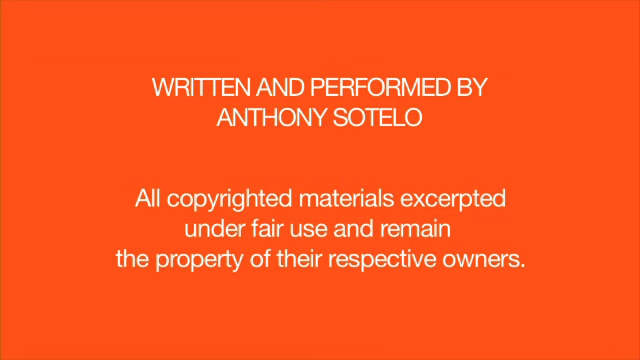 WRITTEN AND PERFORMED BY
ANTHONY SOTELO
All copyrighted materials excerpted
under fair use and remain
the property of their respective owners.